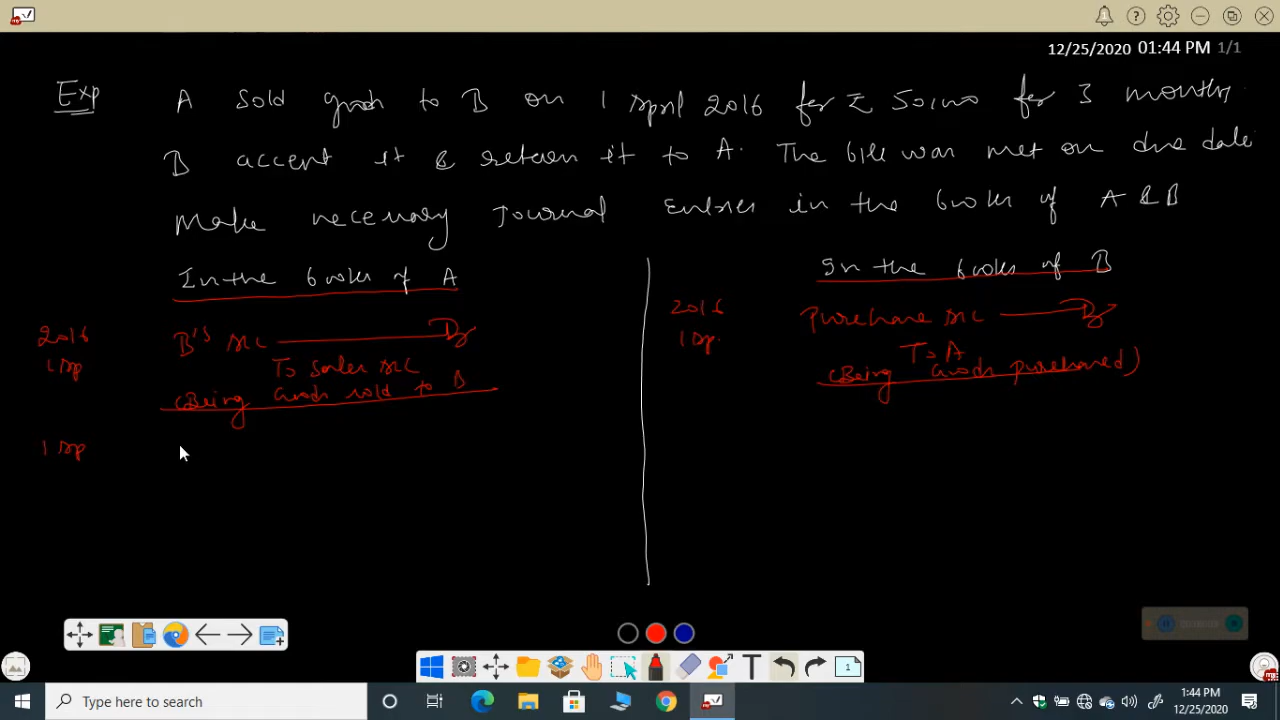 12/25/2020 01:44 PM 1/1
Exp A Sold goods to B on 1 April 2016 for ₹ 50,000 for 3 months.
B accept it & return it to A. The bill was met on due date
Make necessary Journal Entries in the books of A & B
In the books of A
In the books of B
2016 B's A/c Dr
1 Ap To Sales A/c
(Being Goods sold to B
1 Ap
2016 Purchase A/c Dr
1 Ap. To A
(Being Goods purchased)
T
1
Type here to search
1:44 PM
12/25/2020